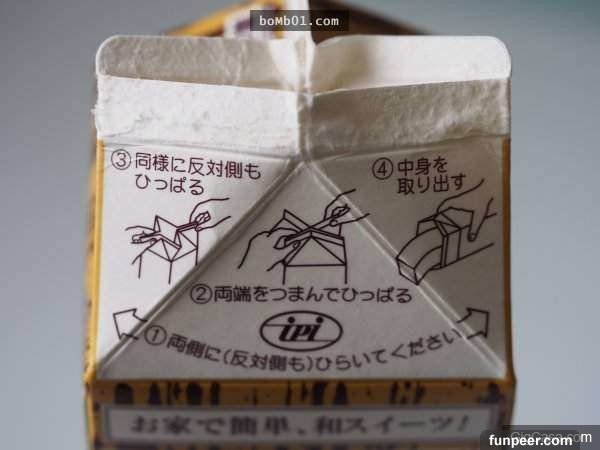 boMb01.com
③同様に反対側も
ひっぱる
④中身を
取り出す
②両端をつまんでひっぱる
①両側に(反対側も)ひらいてください
ipi
お家で簡単、和スイーツ!
funpeer.com